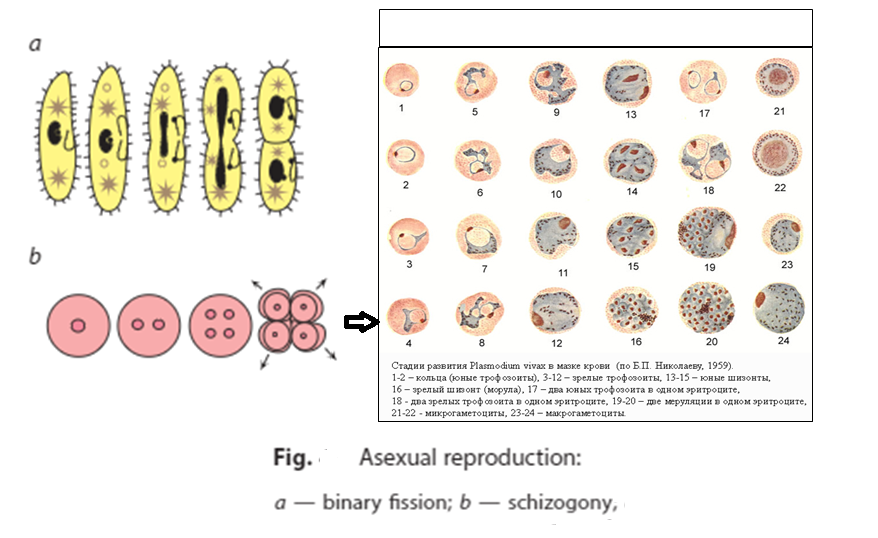 a
1 5 9 13 17 21
2 6 10 14 18 22
b
3 7 11 15 19 23
4 8 12 16 20 24
Стадии развития Plasmodium vivax в мазке крови (по Б.П. Николаеву, 1959).
1-2 – кольца (юные трофозоиты), 3-12 – зрелые трофозоиты, 13-15 – юные шизонты,
16 – зрелый шизонт (морула), 17 – два юных трофозоита в одном эритроците,
18 - два зрелых трофозоита в одном эритроците, 19-20 – две меруляции в одном эритроците,
21-22 - микрогаметоциты, 23-24 – макрогаметоциты.
Fig. Asexual reproduction:
a — binary fission; b — schizogony,